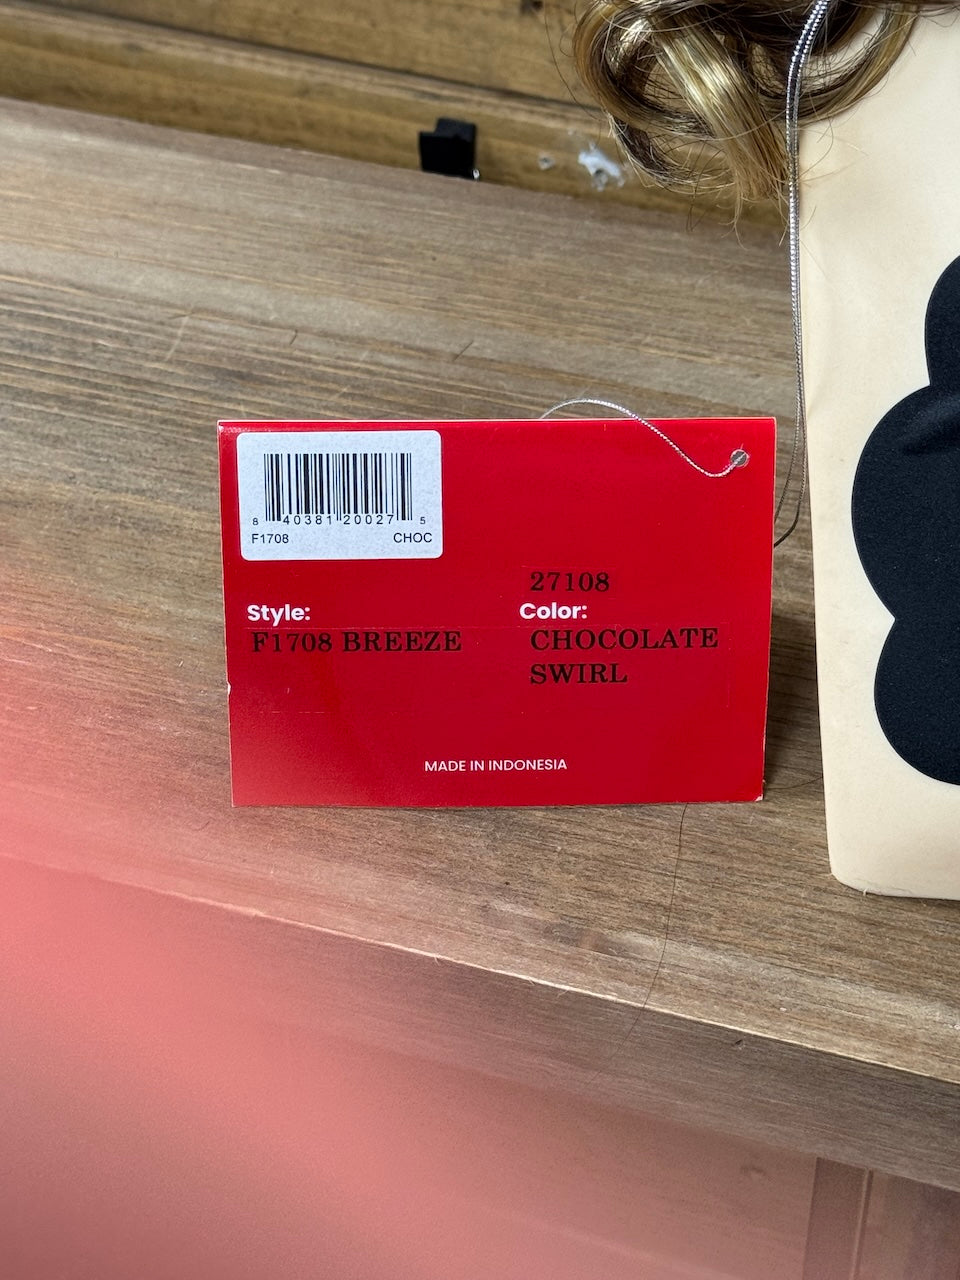 8 40381 20027 5
F1708 CHOC
27108
Style: Color:
F1708 BREEZE CHOCOLATE
SWIRL
MADE IN INDONESIA